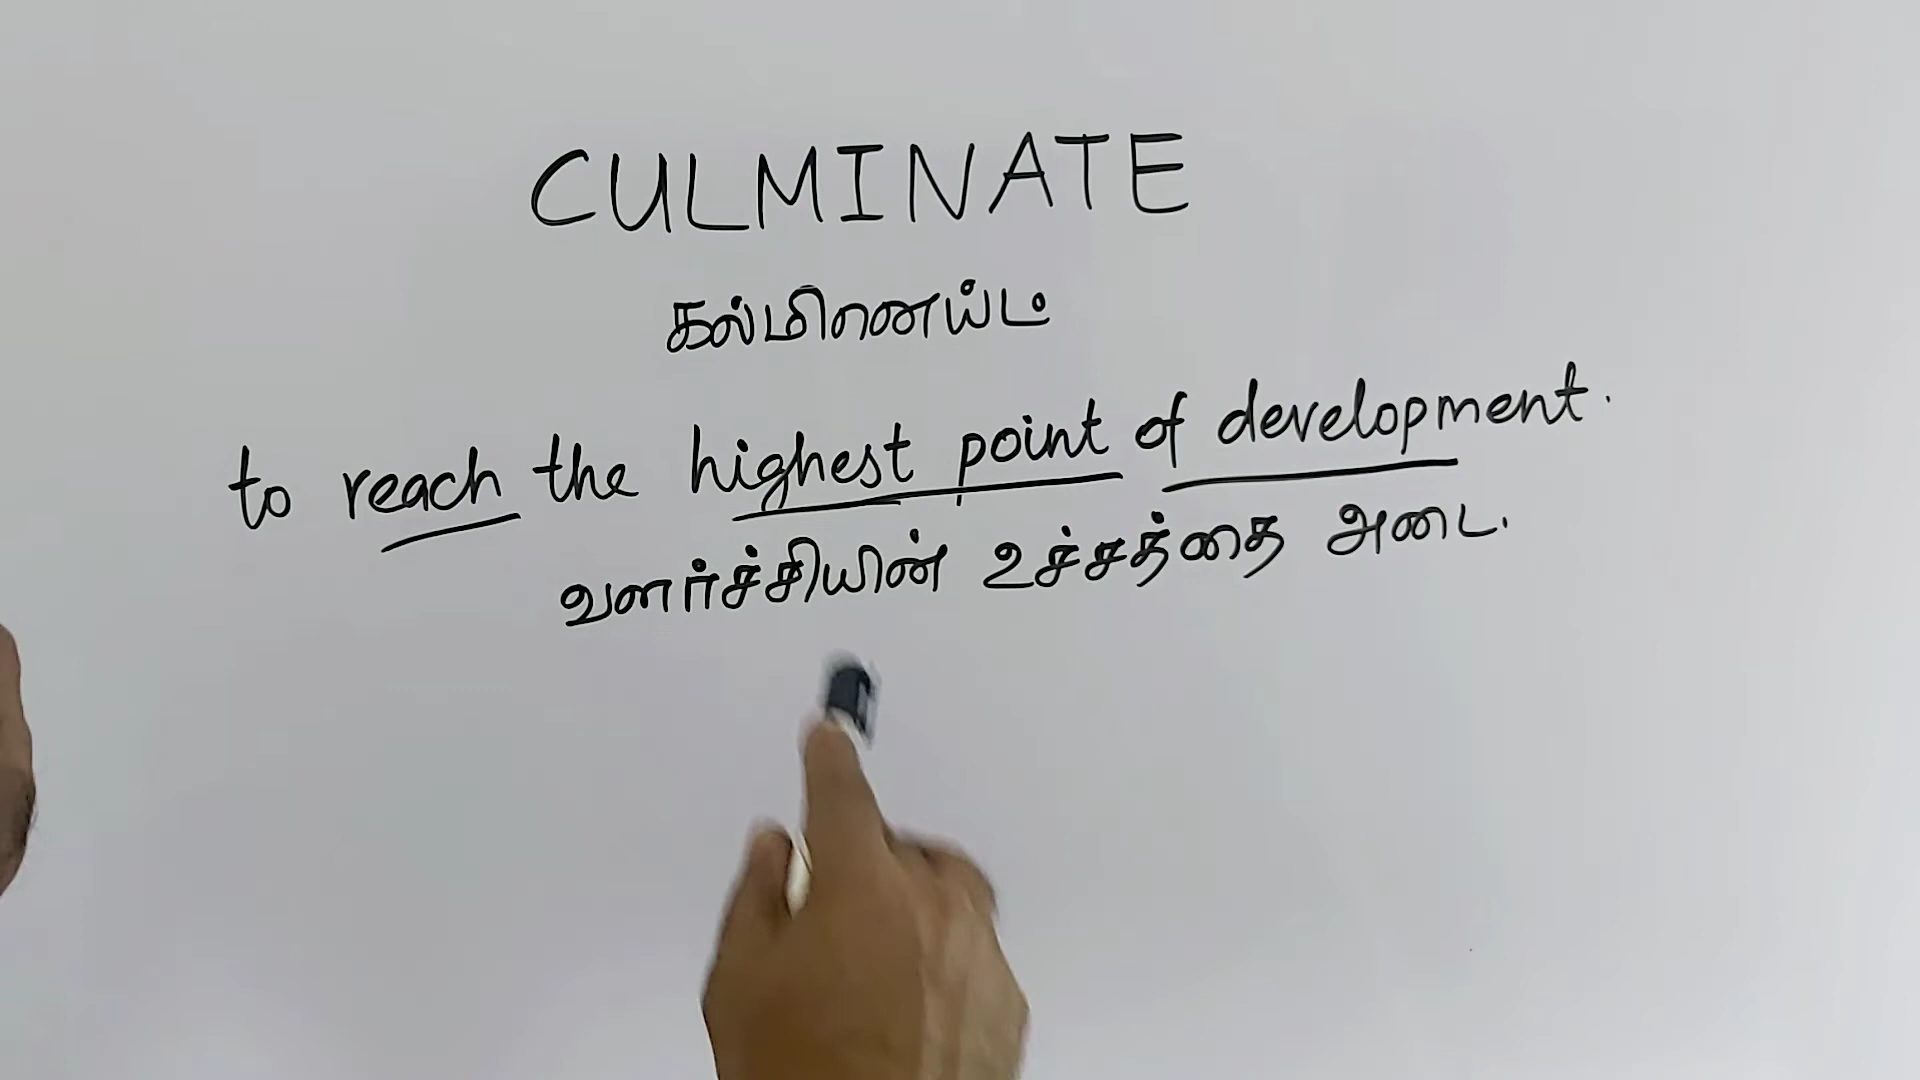 CULMINATE
கல்மினெய்ட்
to reach the highest point of development.
வளர்ச்சியின் உச்சத்தை அடை.